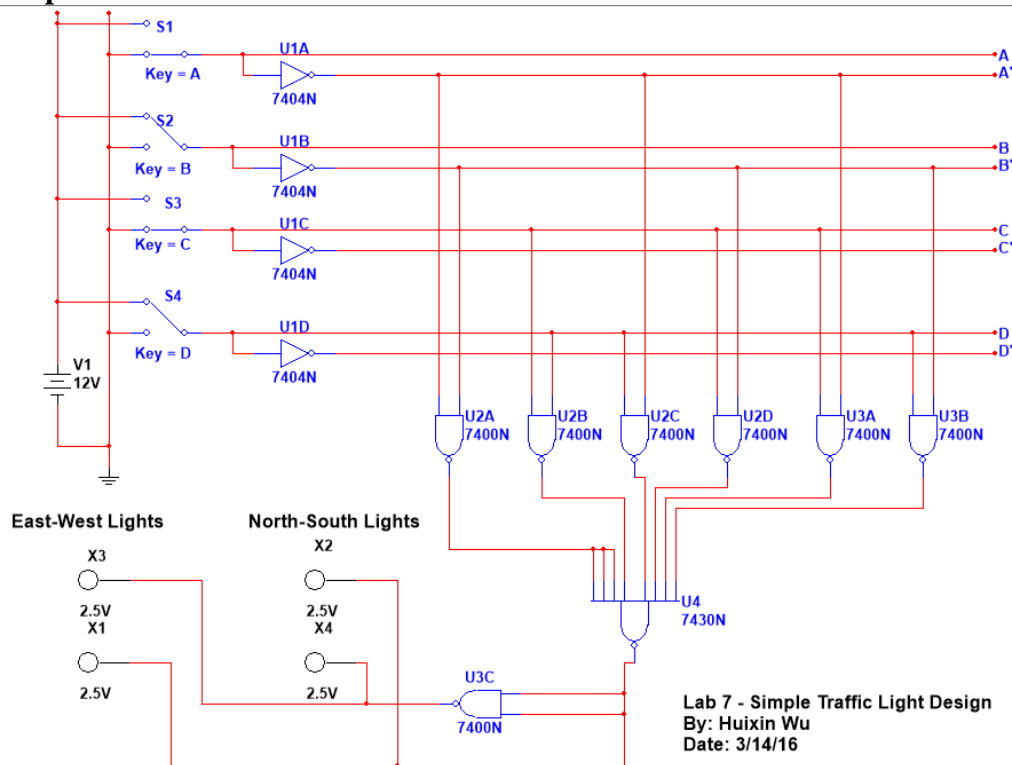 S1
U1A
A
Key = A
A'
7404N
S2
U1B
B
Key = B
B'
7404N
S3
U1C
C
Key = C
C'
7404N
S4
U1D
D
Key = D
D'
7404N
V1
12V
U2A
7400N
U2B
7400N
U2C
7400N
U2D
7400N
U3A
7400N
U3B
7400N
East-West Lights
North-South Lights
X3
2.5V
X1
2.5V
X2
2.5V
X4
2.5V
U4
7430N
U3C
7400N
Lab 7 - Simple Traffic Light Design
By: Huixin Wu
Date: 3/14/16